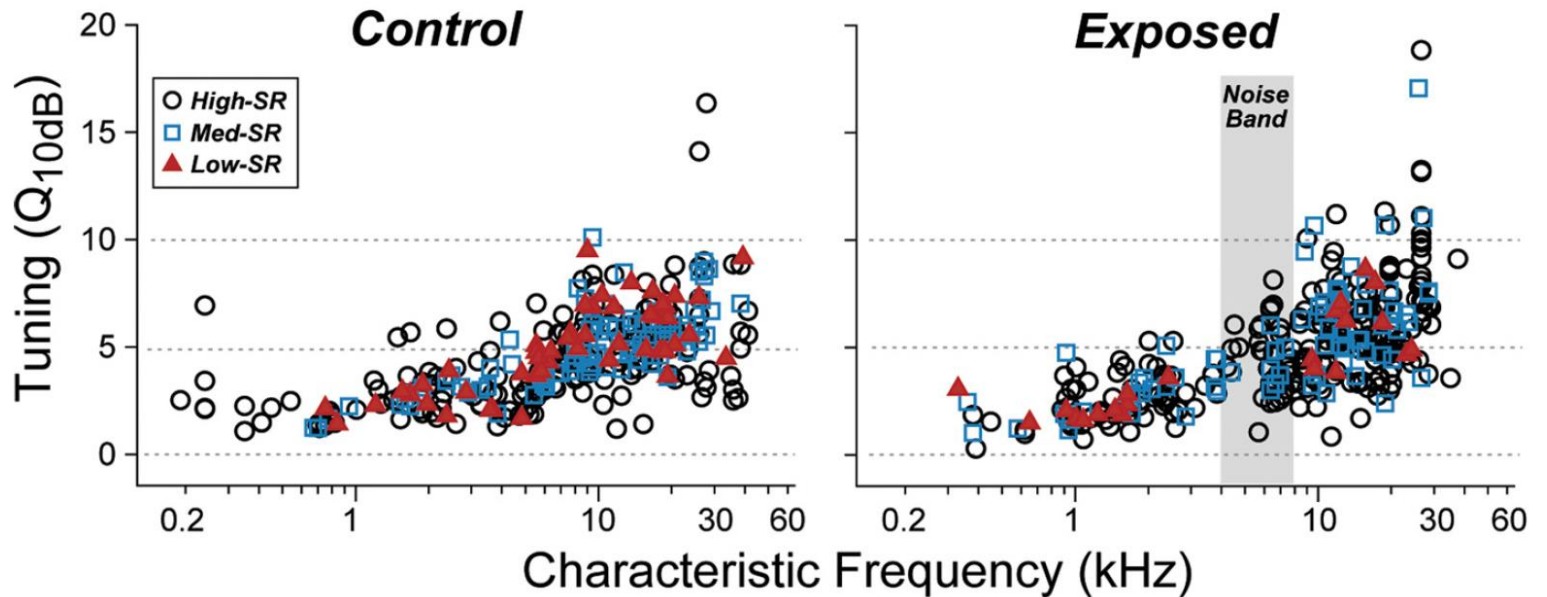 Control
Exposed
Tuning (Q10dB)
20
15
10
5
0
High-SR
Med-SR
Low-SR
Noise
Band
0.2 1 10 30 60
0.2 1 10 30 60
Characteristic Frequency (kHz)